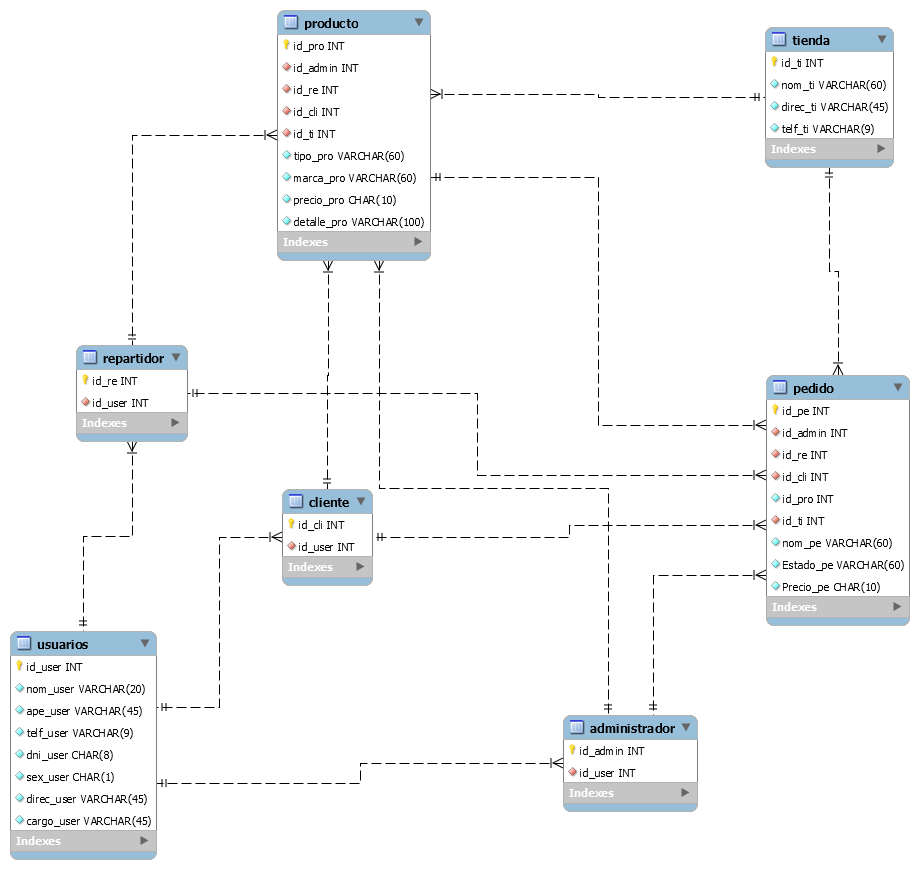 producto
id_pro INT
id_admin INT
id_re INT
id_cli INT
id_ti INT
tipo_pro VARCHAR(60)
marca_pro VARCHAR(60)
precio_pro CHAR(10)
detalle_pro VARCHAR(100)
Indexes
tienda
id_ti INT
nom_ti VARCHAR(60)
direc_ti VARCHAR(45)
telf_ti VARCHAR(9)
Indexes
repartidor
id_re INT
id_user INT
Indexes
pedido
id_pe INT
id_admin INT
id_re INT
id_cli INT
id_pro INT
id_ti INT
nom_pe VARCHAR(60)
Estado_pe VARCHAR(60)
Precio_pe CHAR(10)
Indexes
cliente
id_cli INT
id_user INT
Indexes
usuarios
id_user INT
nom_user VARCHAR(20)
ape_user VARCHAR(45)
telf_user VARCHAR(9)
dni_user CHAR(8)
sex_user CHAR(1)
direc_user VARCHAR(45)
cargo_user VARCHAR(45)
Indexes
administrador
id_admin INT
id_user INT
Indexes